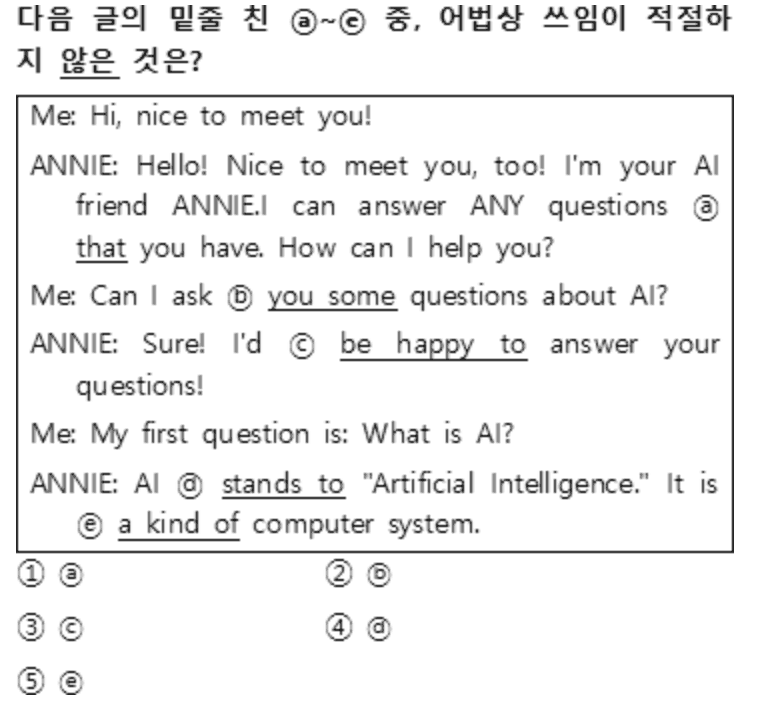 다음 글의 밑줄 친 ⓐ~ⓔ 중, 어법상 쓰임이 적절하
지 않은 것은?
Me: Hi, nice to meet you!
ANNIE: Hello! Nice to meet you, too! I'm your AI
friend ANNIE.I can answer ANY questions ⓐ
that you have. How can I help you?
Me: Can I ask ⓑ you some questions about AI?
ANNIE: Sure! I'd ⓒ be happy to answer your
questions!
Me: My first question is: What is AI?
ANNIE: AI ⓓ stands to "Artificial Intelligence." It is
ⓔ a kind of computer system.
① ⓐ ② ⓑ
③ ⓒ ④ ⓓ
⑤ ⓔ